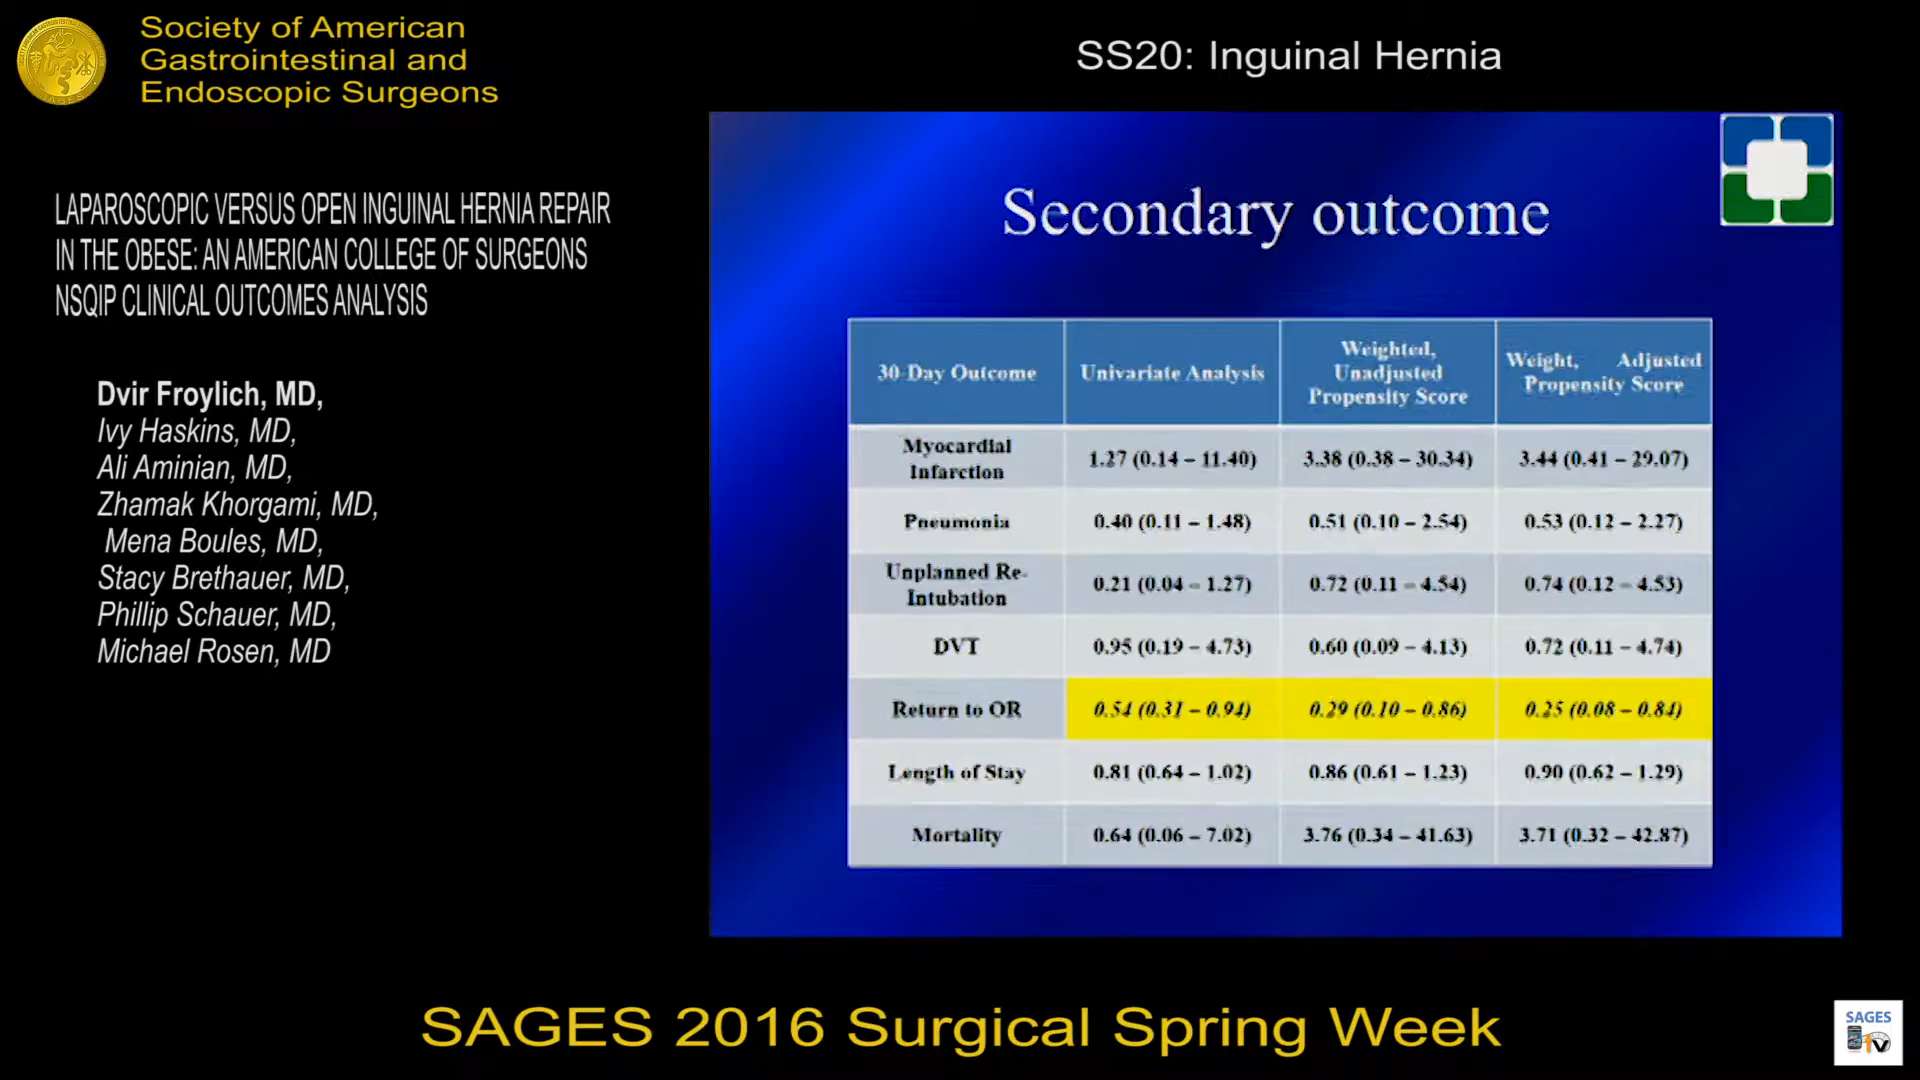 Society of American
Gastrointestinal and
Endoscopic Surgeons
SS20: Inguinal Hernia
LAPAROSCOPIC VERSUS OPEN INGUINAL HERNIA REPAIR
IN THE OBESE: AN AMERICAN COLLEGE OF SURGEONS
NSQIP CLINICAL OUTCOMES ANALYSIS
Dvir Froylich, MD,
Ivy Haskins, MD,
Ali Aminian, MD,
Zhamak Khorgami, MD,
Mena Boules, MD,
Stacy Brethauer, MD,
Phillip Schauer, MD,
Michael Rosen, MD
Secondary outcome
30-Day Outcome
Univariate Analysis
Weighted,
Unadjusted
Propensity Score
Weight, Adjusted
Propensity Score
Myocardial
Infarction
1.27 (0.14 – 11.40)
3.38 (0.38 – 30.34)
3.44 (0.41 – 29.07)
Pneumonia
0.40 (0.11 – 1.48)
0.51 (0.10 – 2.54)
0.53 (0.12 – 2.27)
Unplanned Re-
Intubation
0.21 (0.04 – 1.27)
0.72 (0.11 – 4.54)
0.74 (0.12 – 4.53)
DVT
0.95 (0.19 – 4.73)
0.60 (0.09 – 4.13)
0.72 (0.11 – 4.74)
Return to OR
0.54 (0.31 – 0.94)
0.29 (0.10 – 0.86)
0.25 (0.08 – 0.84)
Length of Stay
0.81 (0.64 – 1.02)
0.86 (0.61 – 1.23)
0.90 (0.62 – 1.29)
Mortality
0.64 (0.06 – 7.02)
3.76 (0.34 – 41.63)
3.71 (0.32 – 42.87)
SAGES 2016 Surgical Spring Week
SAGES
TV